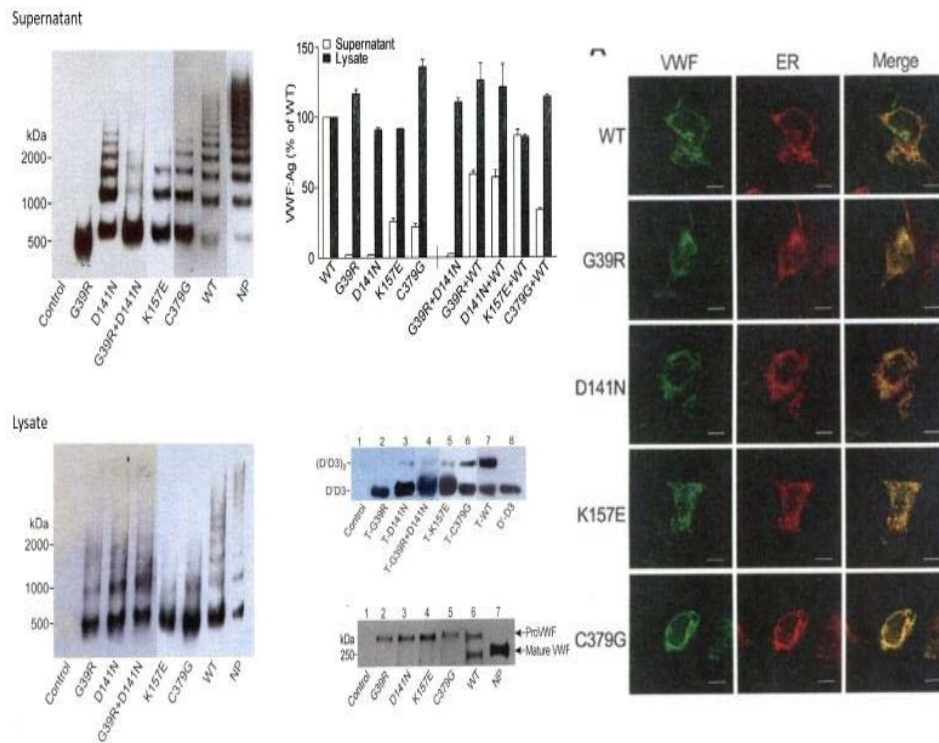 Supernatant
kDa
2000
1000
500
Control
G39R
D141N
G39R+D141N
K157E
C379G
WT
NP
Supernatant
Lysate
VWF:Ag (% of WT)
150
100
50
0
WT
G39R
D141N
K157E
C379G
G39R+D141N
G39R+WT
D141N+WT
K157E+WT
C379G+WT
VWF ER Merge
WT
G39R
D141N
K157E
C379G
Lysate
kDa
2000
1000
500
Control
G39R
D141N
G39R+D141N
K157E
C379G
WT
NP
1 2 3 4 5 6 7 8
(D'D3)₂
D'D3
Control
T-G39R
T-D141N
T-G39R+D141N
T-K157E
T-C379G
T-WT
D'-D3
1 2 3 4 5 6 7
kDa
250
ProVWF
Mature VWF
Control
G39R
D141N
K157E
C379G
WT
NP